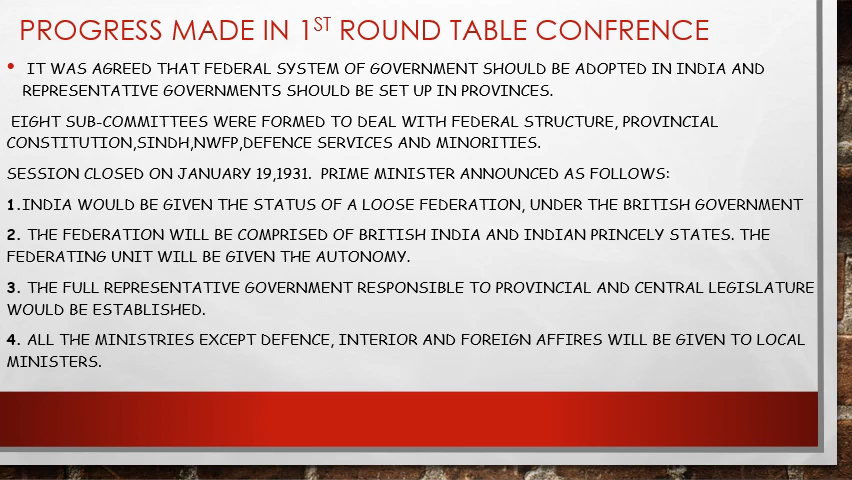 PROGRESS MADE IN 1ST ROUND TABLE CONFRENCE
• IT WAS AGREED THAT FEDERAL SYSTEM OF GOVERNMENT SHOULD BE ADOPTED IN INDIA AND
REPRESENTATIVE GOVERNMENTS SHOULD BE SET UP IN PROVINCES.
EIGHT SUB-COMMITTEES WERE FORMED TO DEAL WITH FEDERAL STRUCTURE, PROVINCIAL
CONSTITUTION,SINDH,NWFP,DEFENCE SERVICES AND MINORITIES.
SESSION CLOSED ON JANUARY 19,1931. PRIME MINISTER ANNOUNCED AS FOLLOWS:
1.INDIA WOULD BE GIVEN THE STATUS OF A LOOSE FEDERATION, UNDER THE BRITISH GOVERNMENT
2. THE FEDERATION WILL BE COMPRISED OF BRITISH INDIA AND INDIAN PRINCELY STATES. THE
FEDERATING UNIT WILL BE GIVEN THE AUTONOMY.
3. THE FULL REPRESENTATIVE GOVERNMENT RESPONSIBLE TO PROVINCIAL AND CENTRAL LEGISLATURE
WOULD BE ESTABLISHED.
4. ALL THE MINISTRIES EXCEPT DEFENCE, INTERIOR AND FOREIGN AFFIRES WILL BE GIVEN TO LOCAL
MINISTERS.